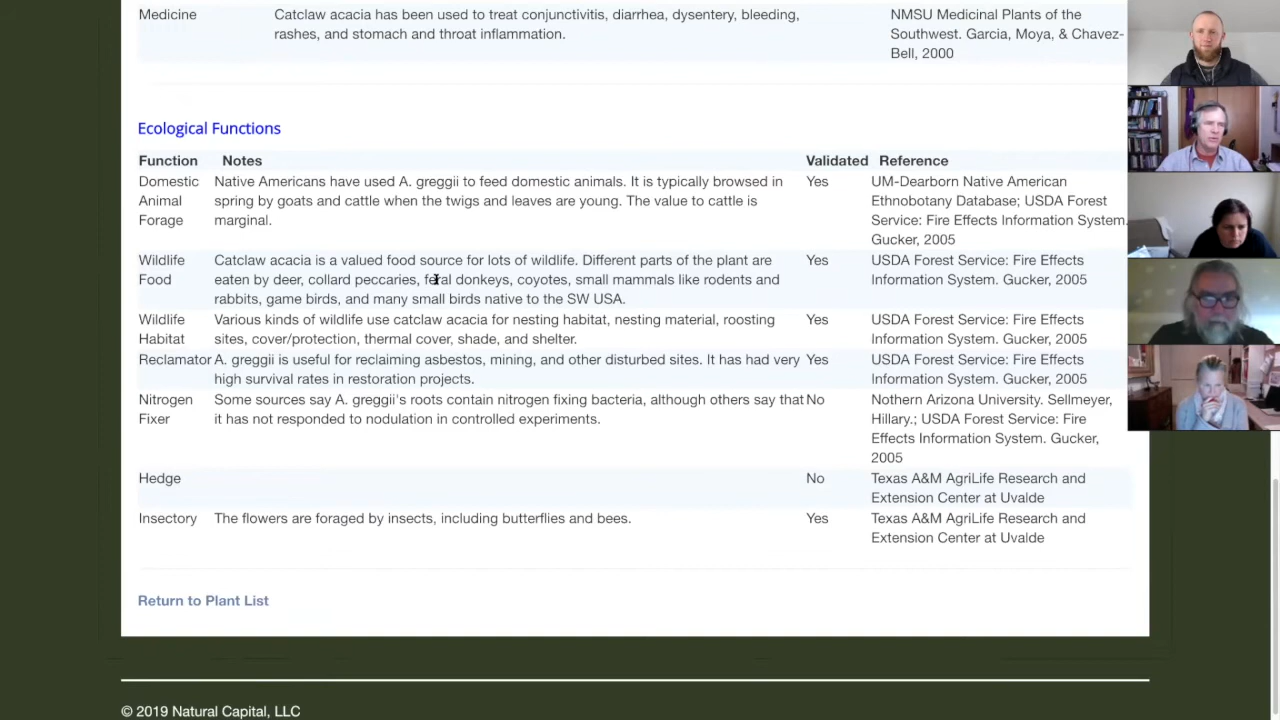 Medicine Catclaw acacia has been used to treat conjunctivitis, diarrhea, dysentery, bleeding, NMSU Medicinal Plants of the
rashes, and stomach and throat inflammation. Southwest. Garcia, Moya, & Chavez-
Bell, 2000
Ecological Functions
Function Notes Validated Reference
Domestic Native Americans have used A. greggii to feed domestic animals. It is typically browsed in Yes UM-Dearborn Native American
Animal spring by goats and cattle when the twigs and leaves are young. The value to cattle is Ethnobotany Database; USDA Forest
Forage marginal. Service: Fire Effects Information System.
Gucker, 2005
Wildlife Catclaw acacia is a valued food source for lots of wildlife. Different parts of the plant are Yes USDA Forest Service: Fire Effects
Food eaten by deer, collard peccaries, feral donkeys, coyotes, small mammals like rodents and Information System. Gucker, 2005
rabbits, game birds, and many small birds native to the SW USA.
Wildlife Various kinds of wildlife use catclaw acacia for nesting habitat, nesting material, roosting Yes USDA Forest Service: Fire Effects
Habitat sites, cover/protection, thermal cover, shade, and shelter. Information System. Gucker, 2005
Reclamator A. greggii is useful for reclaiming asbestos, mining, and other disturbed sites. It has had very Yes USDA Forest Service: Fire Effects
high survival rates in restoration projects. Information System. Gucker, 2005
Nitrogen Some sources say A. greggii's roots contain nitrogen fixing bacteria, although others say that No Nothern Arizona University. Sellmeyer,
Fixer it has not responded to nodulation in controlled experiments. Hillary.; USDA Forest Service: Fire
Effects Information System. Gucker,
2005
Hedge No Texas A&M AgriLife Research and
Extension Center at Uvalde
Insectory The flowers are foraged by insects, including butterflies and bees. Yes Texas A&M AgriLife Research and
Extension Center at Uvalde
Return to Plant List
© 2019 Natural Capital, LLC